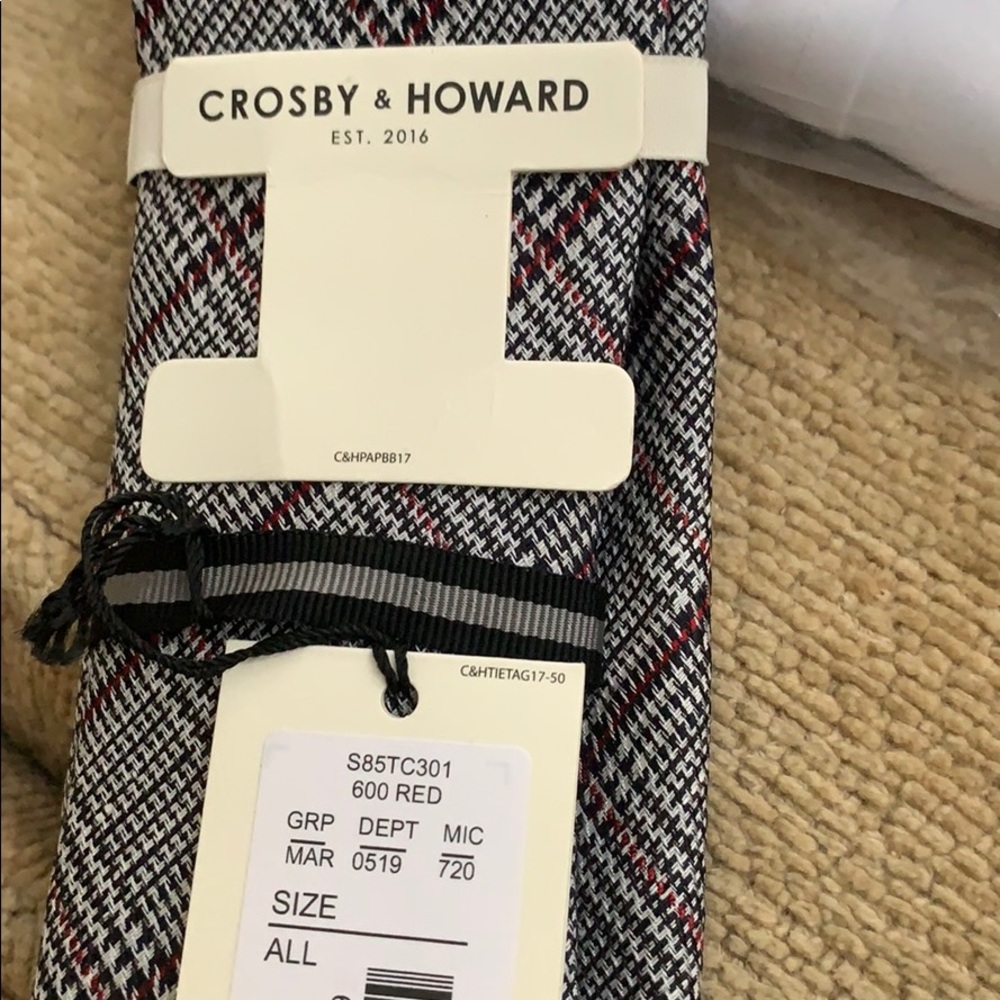 CROSBY & HOWARD
EST. 2016
C&HPAPBB17
C&HTIETAG17-50
S85TC301
600 RED
GRP DEPT MIC
MAR 0519 720
SIZE
ALL